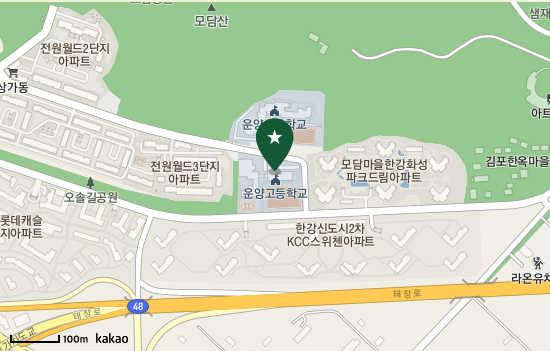 모담산
샘재
전원월드2단지
아파트
상가동
운양
학교
아트
모담마을한강화성
파크드림아파트
김포한옥마을
전원월드3단지
아파트
운양고등학교
오솔길공원
롯데캐슬
지아파트
한강신도시2차
KCC스위첸아파트
라온유치
태장로
48
태장로
100m kakao